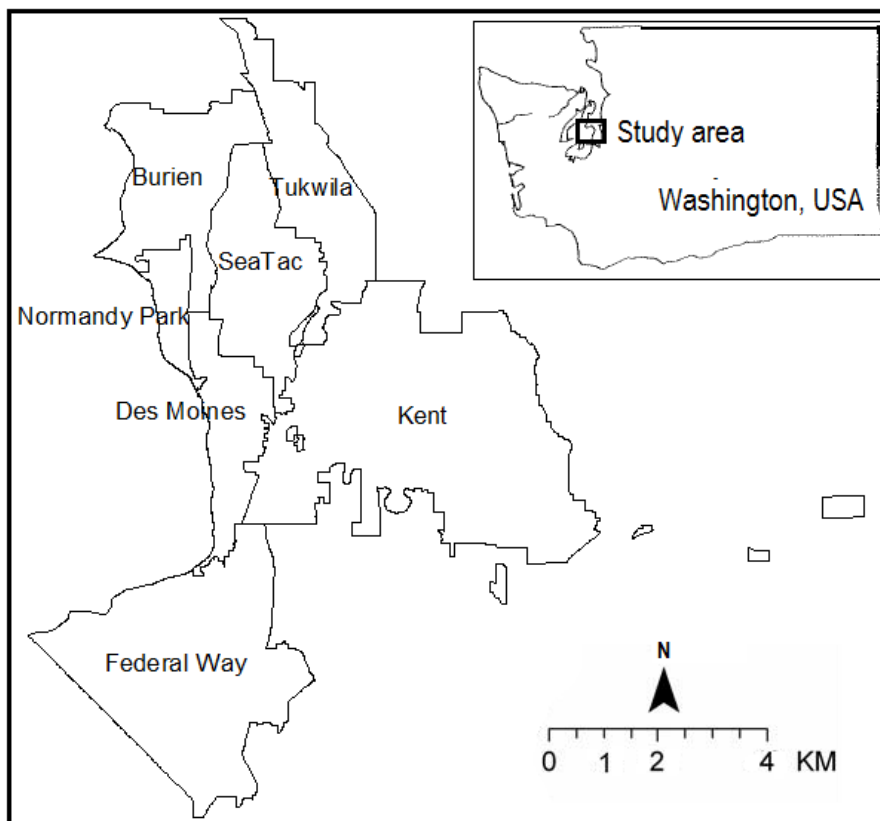 Study area
Washington, USA
Burien
Tukwila
SeaTac
Normandy Park
Des Moines
Kent
Federal Way
N
0 1 2 4 KM